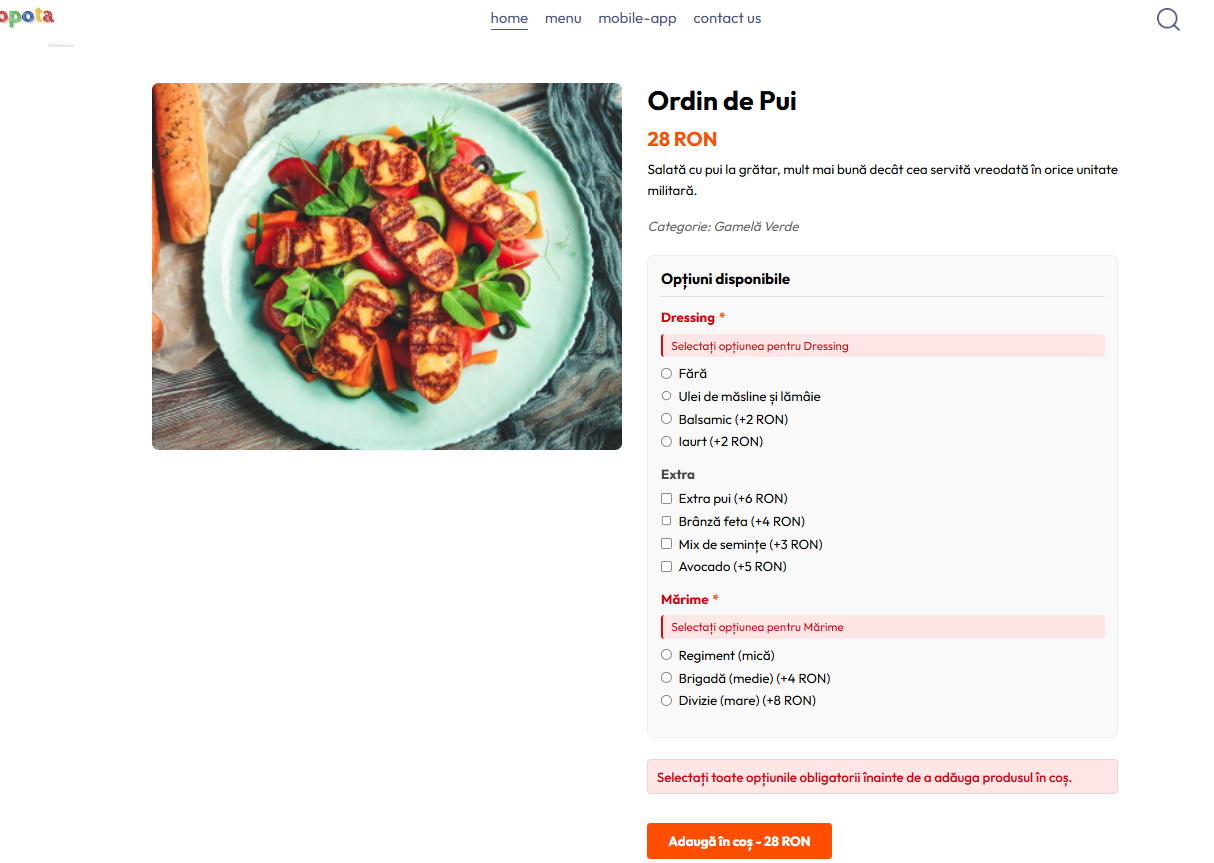 opota
home menu mobile-app contact us
Ordin de Pui
28 RON
Salată cu pui la grătar, mult mai bună decât cea servită vreodată în orice unitate
militară.
Categorie: Gamelă Verde
Opțiuni disponibile
Dressing *
Selectați opțiunea pentru Dressing
Fără
Ulei de măsline și lămâie
Balsamic (+2 RON)
Iaurt (+2 RON)
Extra
Extra pui (+6 RON)
Brânză feta (+4 RON)
Mix de semințe (+3 RON)
Avocado (+5 RON)
Mărime *
Selectați opțiunea pentru Mărime
Regiment (mică)
Brigadă (medie) (+4 RON)
Divizie (mare) (+8 RON)
Selectați toate opțiunile obligatorii înainte de a adăuga produsul în coș.
Adaugă în coș - 28 RON